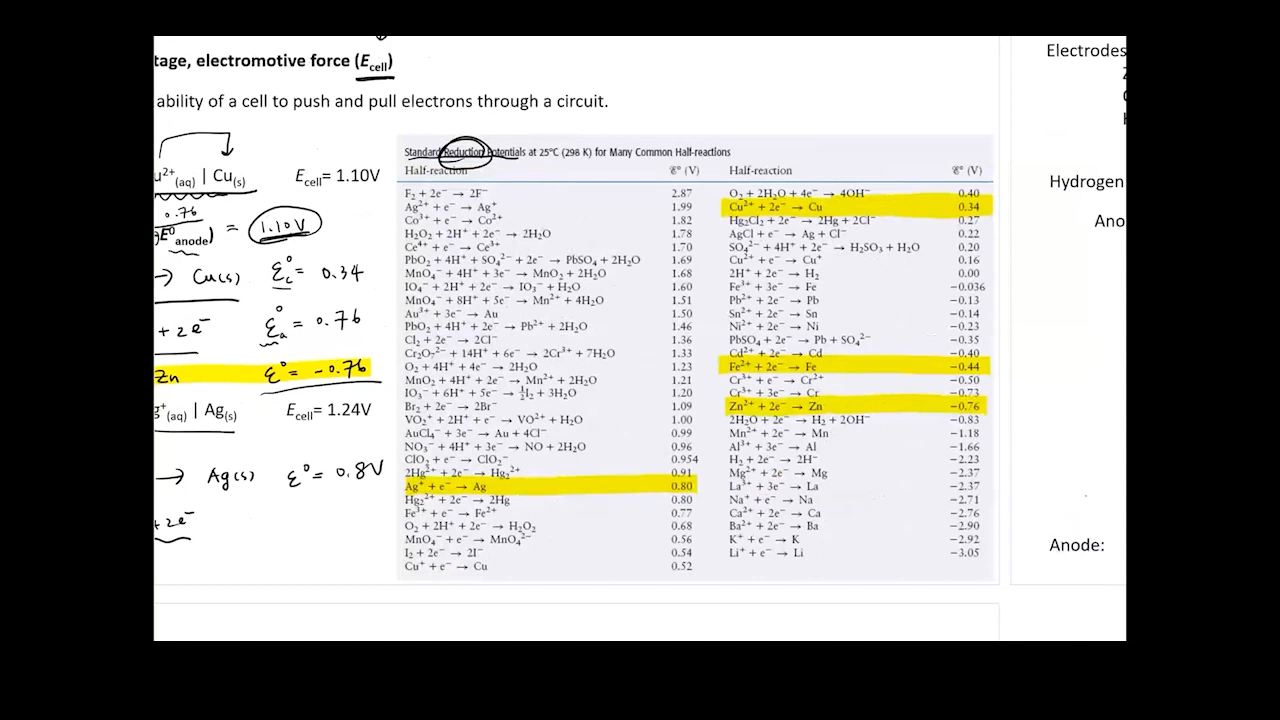 tage, electromotive force (E cell)
ability of a cell to push and pull electrons through a circuit.
u²⁺(aq) | Cu(s) E cell= 1.10V
0.76
E⁰ anode) = 1.10V
→ Cu(s) ℰ°c = 0.34
+ 2e⁻ ℰ°a = 0.76
Zn ℰ° = -0.76
g⁺(aq) | Ag(s) E cell= 1.24V
→ Ag(s) ℰ° = 0.8V
+ 2e⁻
Standard Reduction Potentials at 25°C (298 K) for Many Common Half-reactions
Half-reaction ℰ° (V)
F₂ + 2e⁻ → 2F⁻ 2.87
Ag²⁺ + e⁻ → Ag⁺ 1.99
Co³⁺ + e⁻ → Co²⁺ 1.82
H₂O₂ + 2H⁺ + 2e⁻ → 2H₂O 1.78
Ce⁴⁺ + e⁻ → Ce³⁺ 1.70
PbO₂ + 4H⁺ + SO₄²⁻ + 2e⁻ → PbSO₄ + 2H₂O 1.69
MnO₄⁻ + 4H⁺ + 3e⁻ → MnO₂ + 2H₂O 1.68
IO₄⁻ + 2H⁺ + 2e⁻ → IO₃⁻ + H₂O 1.60
MnO₄⁻ + 8H⁺ + 5e⁻ → Mn²⁺ + 4H₂O 1.51
Au³⁺ + 3e⁻ → Au 1.50
PbO₂ + 4H⁺ + 2e⁻ → Pb²⁺ + 2H₂O 1.46
Cl₂ + 2e⁻ → 2Cl⁻ 1.36
Cr₂O₇²⁻ + 14H⁺ + 6e⁻ → 2Cr³⁺ + 7H₂O 1.33
O₂ + 4H⁺ + 4e⁻ → 2H₂O 1.23
MnO₂ + 4H⁺ + 2e⁻ → Mn²⁺ + 2H₂O 1.21
IO₃⁻ + 6H⁺ + 5e⁻ → ½I₂ + 3H₂O 1.20
Br₂ + 2e⁻ → 2Br⁻ 1.09
VO₂⁺ + 2H⁺ + e⁻ → VO²⁺ + H₂O 1.00
AuCl₄⁻ + 3e⁻ → Au + 4Cl⁻ 0.99
NO₃⁻ + 4H⁺ + 3e⁻ → NO + 2H₂O 0.96
ClO₂ + e⁻ → ClO₂⁻ 0.954
2Hg²⁺ + 2e⁻ → Hg₂²⁺ 0.91
Ag⁺ + e⁻ → Ag 0.80
Hg₂²⁺ + 2e⁻ → 2Hg 0.80
Fe³⁺ + e⁻ → Fe²⁺ 0.77
O₂ + 2H⁺ + 2e⁻ → H₂O₂ 0.68
MnO₄⁻ + e⁻ → MnO₄²⁻ 0.56
I₂ + 2e⁻ → 2I⁻ 0.54
Cu⁺ + e⁻ → Cu 0.52
Half-reaction ℰ° (V)
O₂ + 2H₂O + 4e⁻ → 4OH⁻ 0.40
Cu²⁺ + 2e⁻ → Cu 0.34
Hg₂Cl₂ + 2e⁻ → 2Hg + 2Cl⁻ 0.27
AgCl + e⁻ → Ag + Cl⁻ 0.22
SO₄²⁻ + 4H⁺ + 2e⁻ → H₂SO₃ + H₂O 0.20
Cu²⁺ + e⁻ → Cu⁺ 0.16
2H⁺ + 2e⁻ → H₂ 0.00
Fe³⁺ + 3e⁻ → Fe −0.036
Pb²⁺ + 2e⁻ → Pb −0.13
Sn²⁺ + 2e⁻ → Sn −0.14
Ni²⁺ + 2e⁻ → Ni −0.23
PbSO₄ + 2e⁻ → Pb + SO₄²⁻ −0.35
Cd²⁺ + 2e⁻ → Cd −0.40
Fe²⁺ + 2e⁻ → Fe −0.44
Cr³⁺ + e⁻ → Cr²⁺ −0.50
Cr³⁺ + 3e⁻ → Cr −0.73
Zn²⁺ + 2e⁻ → Zn −0.76
2H₂O + 2e⁻ → H₂ + 2OH⁻ −0.83
Mn²⁺ + 2e⁻ → Mn −1.18
Al³⁺ + 3e⁻ → Al −1.66
H₂ + 2e⁻ → 2H⁻ −2.23
Mg²⁺ + 2e⁻ → Mg −2.37
La³⁺ + 3e⁻ → La −2.37
Na⁺ + e⁻ → Na −2.71
Ca²⁺ + 2e⁻ → Ca −2.76
Ba²⁺ + 2e⁻ → Ba −2.90
K⁺ + e⁻ → K −2.92
Li⁺ + e⁻ → Li −3.05
Electrodes
Hydrogen
Ano
Anode: